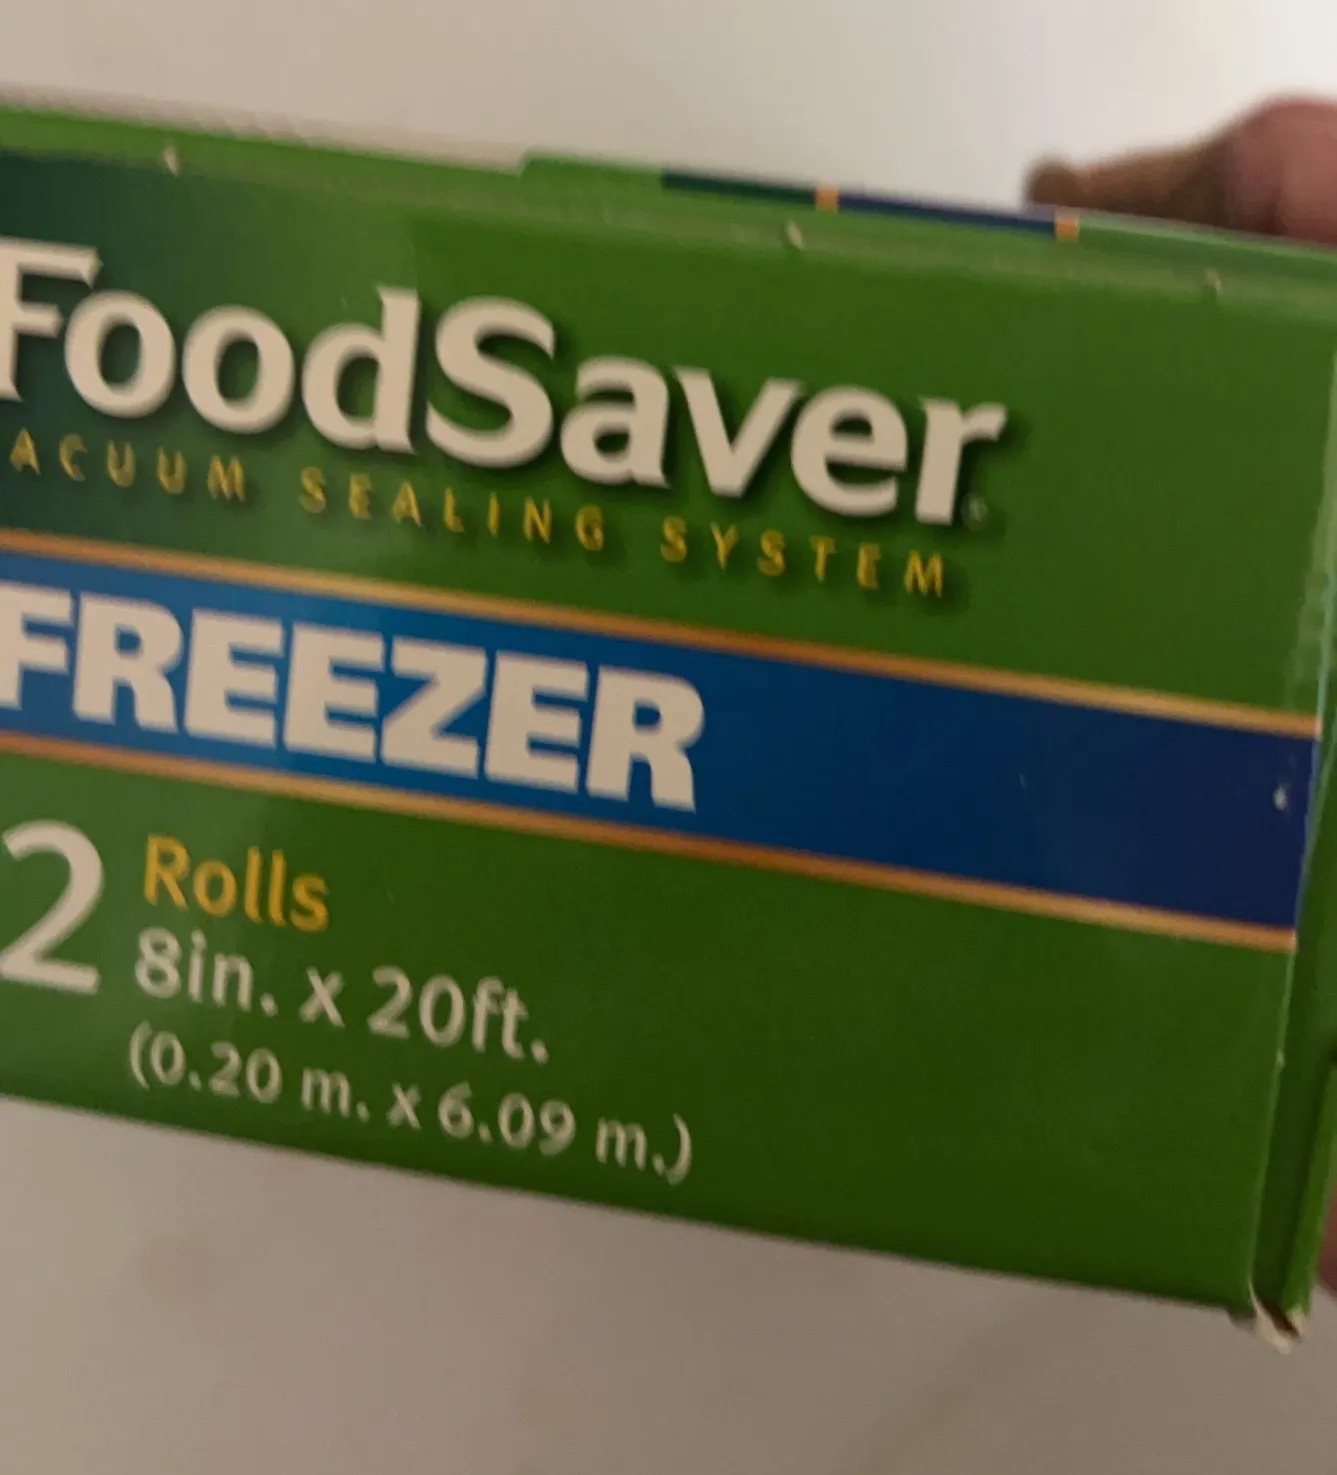 FoodSaver
ACUUM SEALING SYSTEM
FREEZER
2 Rolls
8in. x 20ft.
(0.20 m. x 6.09 m.)